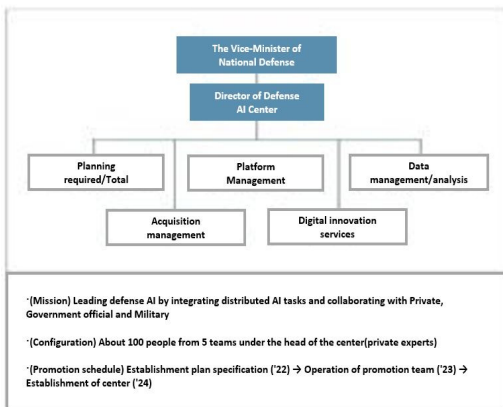 The Vice-Minister of
National Defense
Director of Defense
AI Center
Planning
required/Total
Platform
Management
Data
management/analysis
Acquisition
management
Digital innovation
services
·(Mission) Leading defense AI by integrating distributed AI tasks and collaborating with Private,
Government official and Military
·(Configuration) About 100 people from 5 teams under the head of the center(private experts)
·(Promotion schedule) Establishment plan specification ('22) → Operation of promotion team ('23) →
Establishment of center ('24)